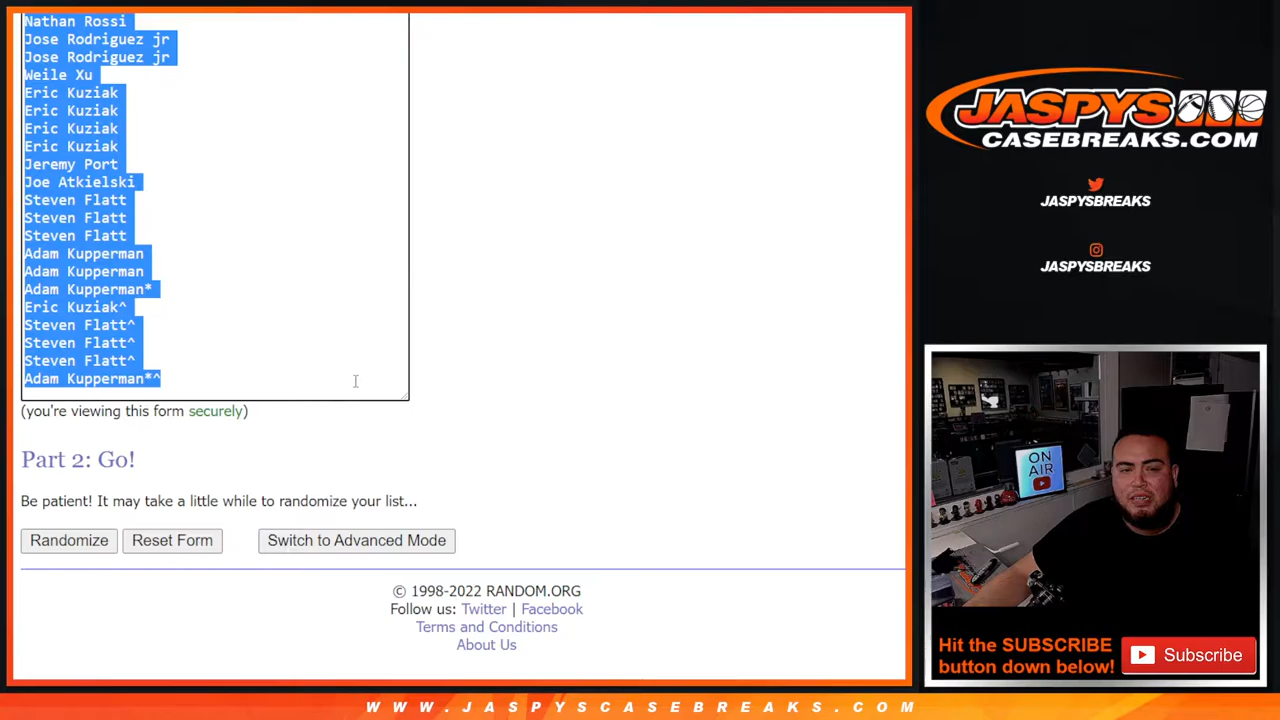 Nathan Rossi
Jose Rodriguez jr
Jose Rodriguez jr
Weile Xu
Eric Kuziak
Eric Kuziak
Eric Kuziak
Eric Kuziak
Jeremy Port
Joe Atkielski
Steven Flatt
Steven Flatt
Steven Flatt
Adam Kupperman
Adam Kupperman
Adam Kupperman*
Eric Kuziak^
Steven Flatt^
Steven Flatt^
Steven Flatt^
Adam Kupperman*^
(you're viewing this form securely)
Part 2: Go!
Be patient! It may take a little while to randomize your list...
Randomize
Reset Form
Switch to Advanced Mode
© 1998-2022 RANDOM.ORG
Follow us: Twitter | Facebook
Terms and Conditions
About Us
JASPYS
CASEBREAKS.COM
JASPYSBREAKS
JASPYSBREAKS
ON
AIR
Hit the SUBSCRIBE
button down below!
Subscribe
WWW.JASPYSCASEBREAKS.COM